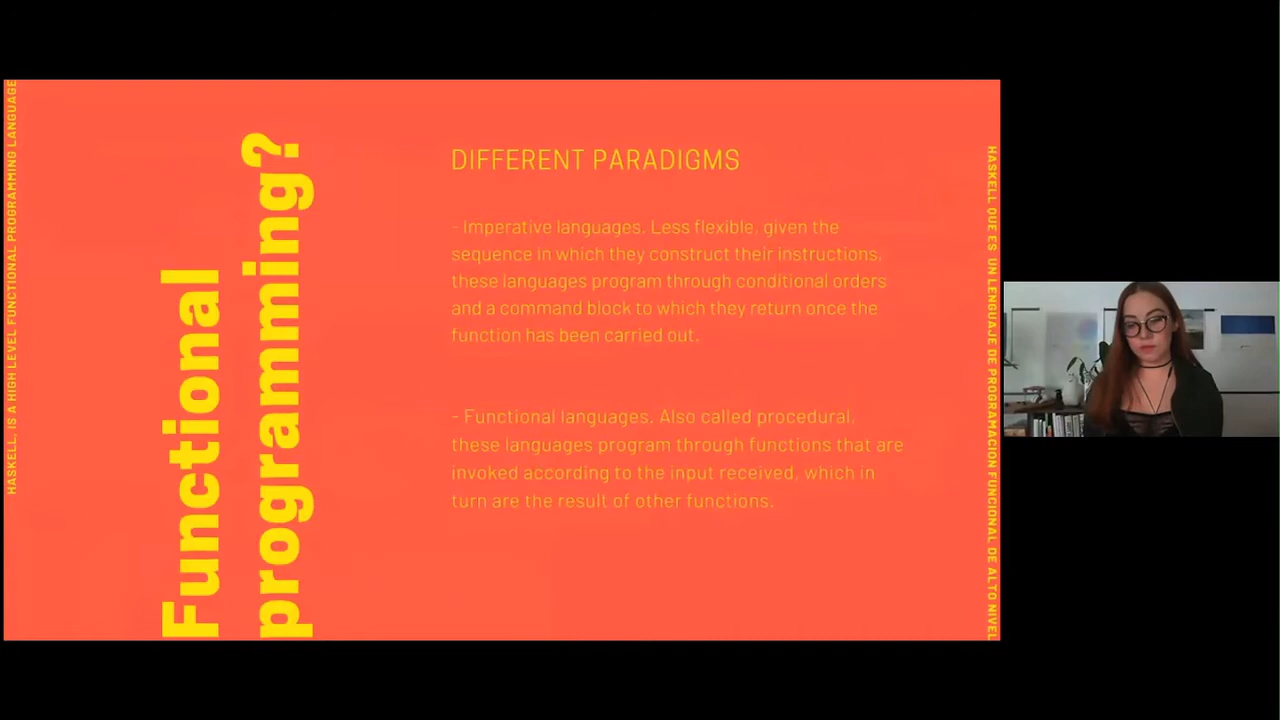 HASKELL, IS A HIGH LEVEL FUNCTIONAL PROGRAMMING LANGUAGE
Functional
programming?
DIFFERENT PARADIGMS
- Imperative languages. Less flexible, given the
sequence in which they construct their instructions,
these languages program through conditional orders
and a command block to which they return once the
function has been carried out.
- Functional languages. Also called procedural,
these languages program through functions that are
invoked according to the input received, which in
turn are the result of other functions.
HASKELL QUE ES UN LENGUAJE DE PROGRAMACION FUNCIONAL DE ALTO NIVEL